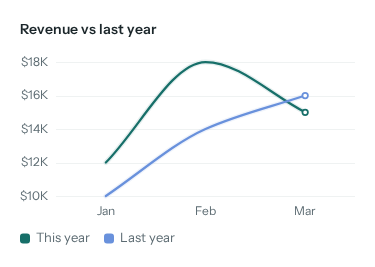 Revenue vs last year
$18K
$16K
$14K
$12K
$10K
Jan Feb Mar
This year Last year